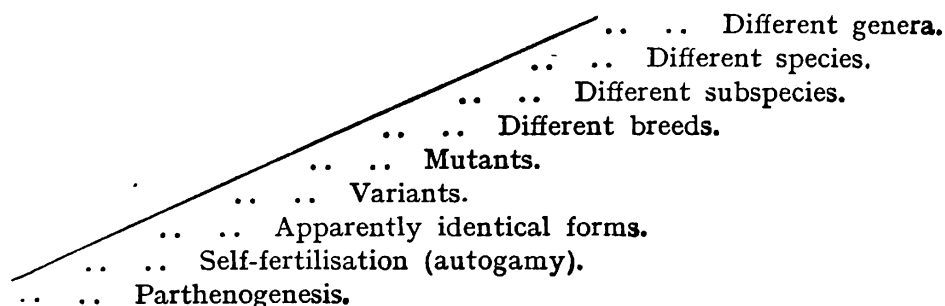 .. .. Different genera.
.. .. Different species.
.. .. Different subspecies.
.. .. Different breeds.
.. .. Mutants.
.. .. Variants.
.. .. Apparently identical forms.
.. .. Self-fertilisation (autogamy).
.. .. Parthenogenesis.